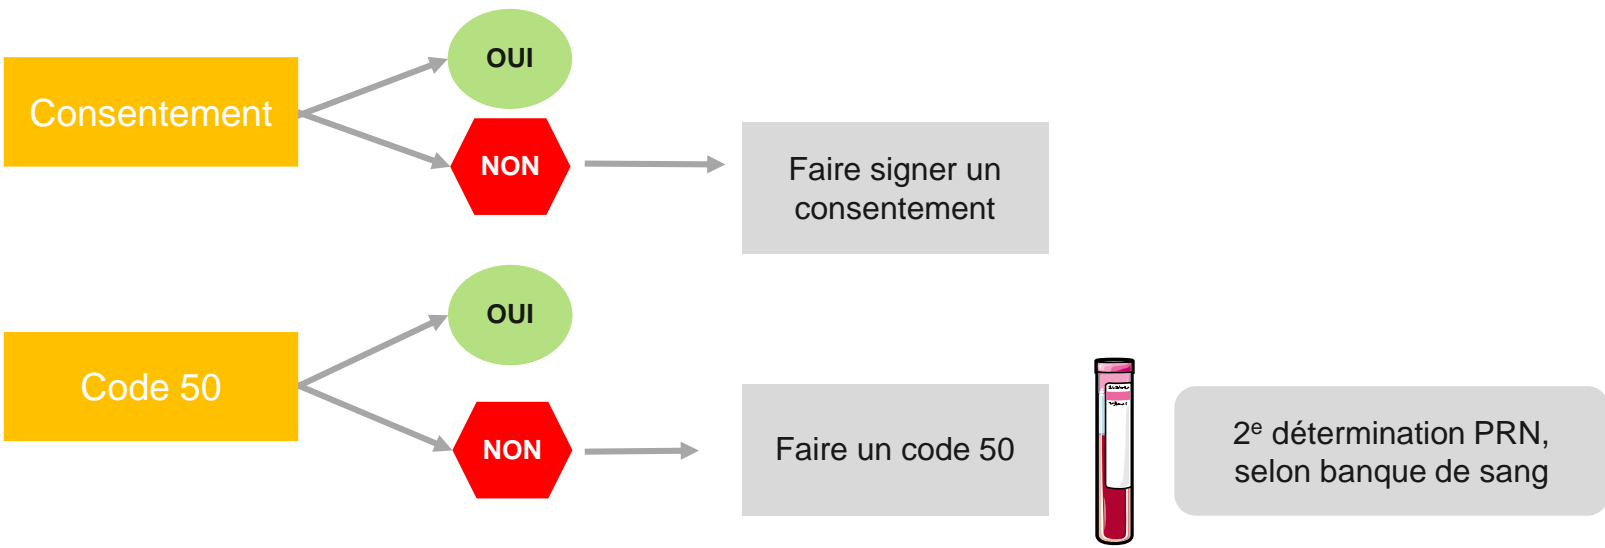 OUI
Consentement
NON
Faire signer un
consentement
OUI
Code 50
NON
Faire un code 50
2e détermination PRN,
selon banque de sang